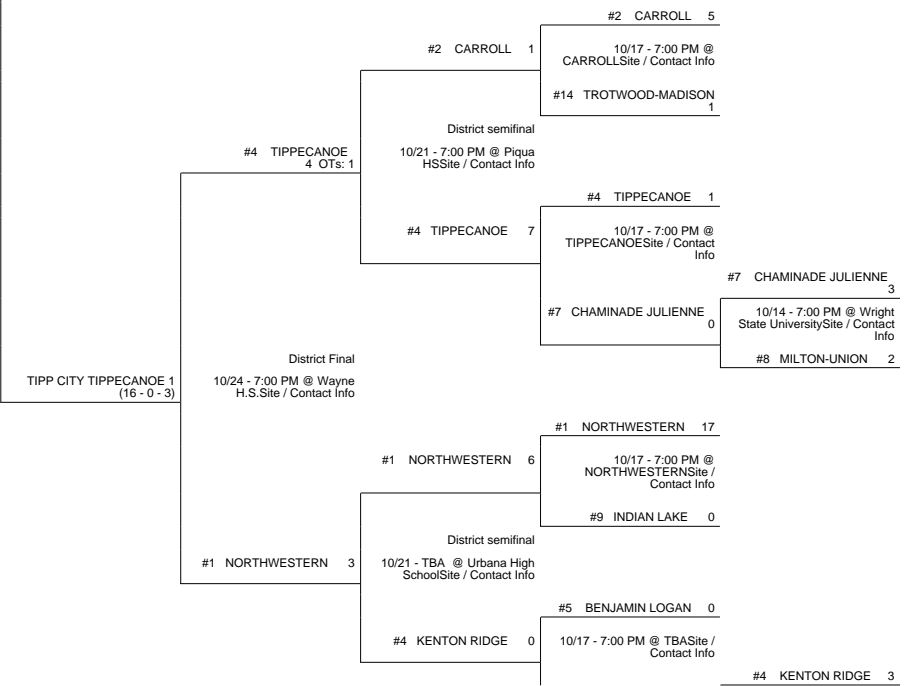 #2 CARROLL 5
#2 CARROLL 1
10/17 - 7:00 PM @
CARROLLSite / Contact Info
#14 TROTWOOD-MADISON
1
District semifinal
#4 TIPPECANOE
4 OTs: 1
10/21 - 7:00 PM @ Piqua
HSSite / Contact Info
#4 TIPPECANOE 1
#4 TIPPECANOE 7
10/17 - 7:00 PM @
TIPPECANOESite / Contact
Info
#7 CHAMINADE JULIENNE
3
#7 CHAMINADE JULIENNE
0
10/14 - 7:00 PM @ Wright
State UniversitySite / Contact
Info
#8 MILTON-UNION 2
District Final
TIPP CITY TIPPECANOE 1
(16 - 0 - 3)
10/24 - 7:00 PM @ Wayne
H.S.Site / Contact Info
#1 NORTHWESTERN 17
#1 NORTHWESTERN 6
10/17 - 7:00 PM @
NORTHWESTERNSite /
Contact Info
#9 INDIAN LAKE 0
District semifinal
#1 NORTHWESTERN 3
10/21 - TBA @ Urbana High
SchoolSite / Contact Info
#5 BENJAMIN LOGAN 0
#4 KENTON RIDGE 0
10/17 - 7:00 PM @ TBASite /
Contact Info
#4 KENTON RIDGE 3